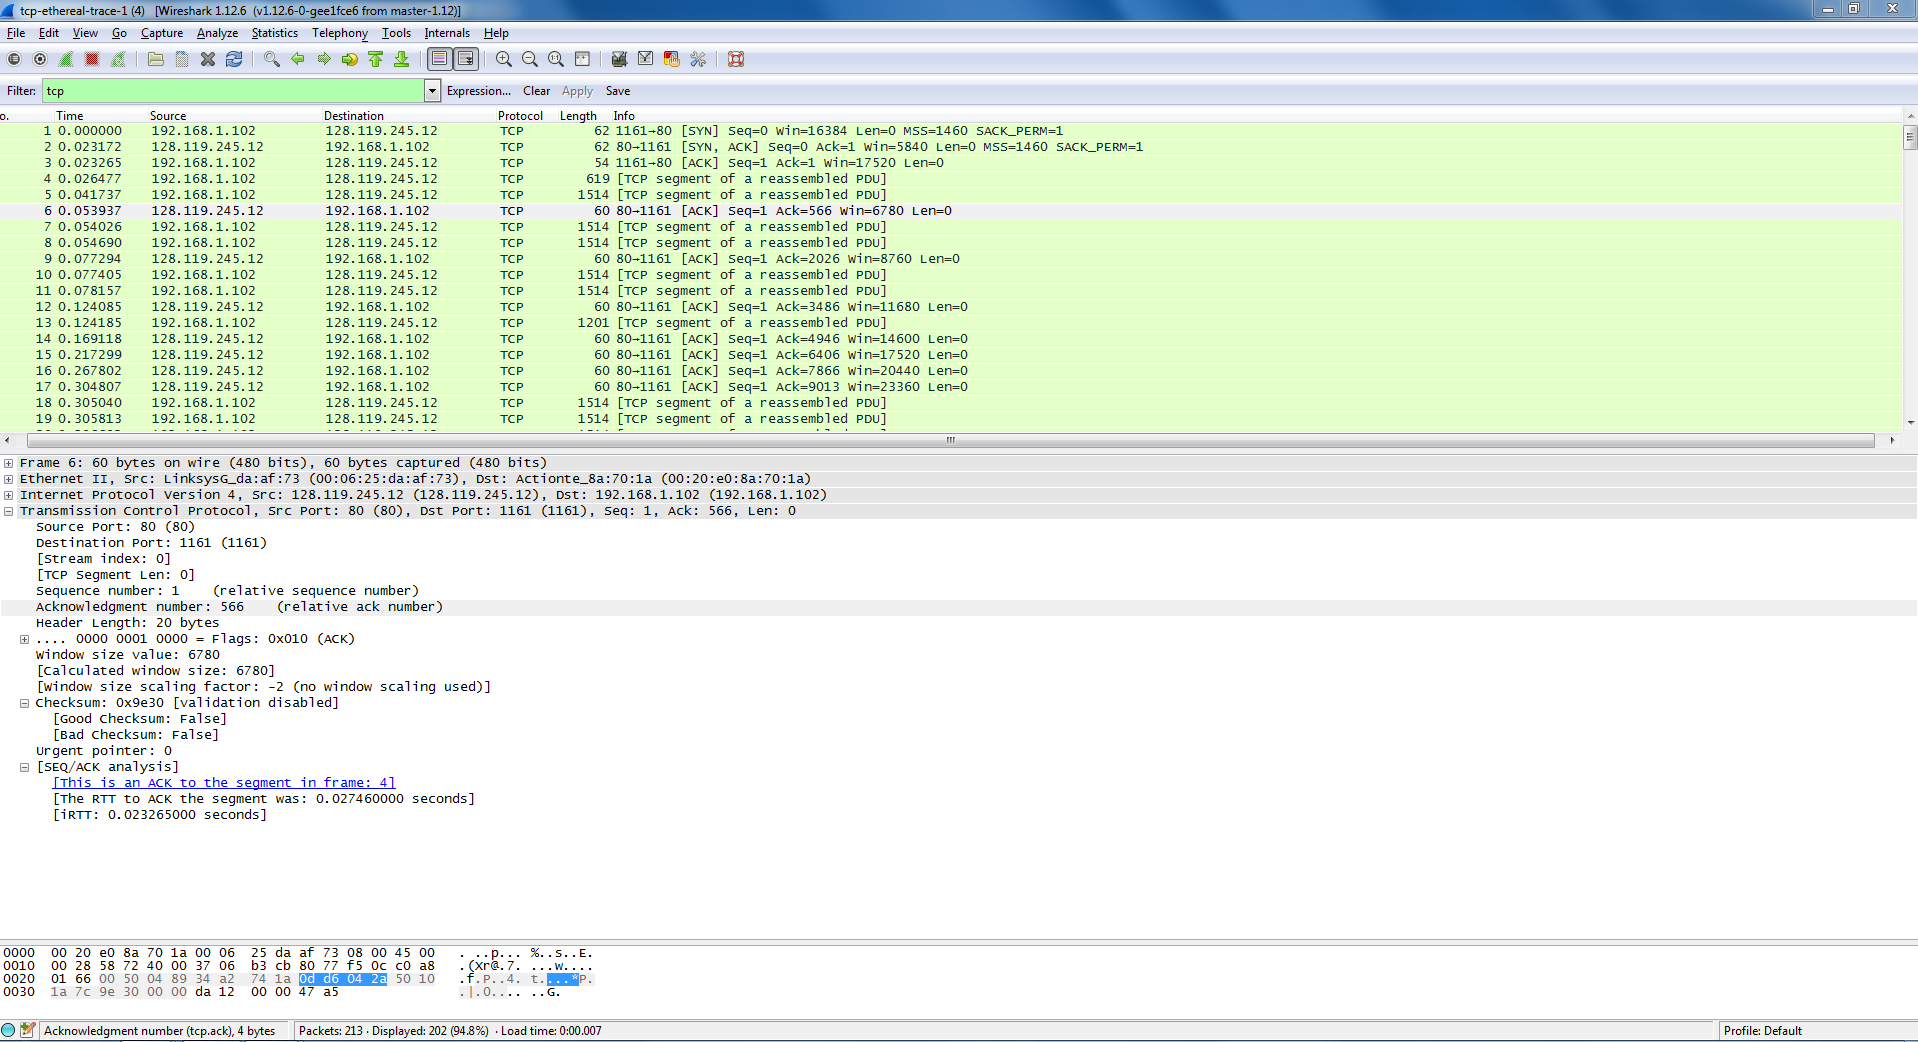 tcp-ethereal-trace-1 (4)   [Wireshark 1.12.6  (v1.12.6-0-gee1fce6 from master-1.12)]
File Edit View Go Capture Analyze Statistics Telephony Tools Internals Help
Filter: tcp Expression... Clear Apply Save
o. Time Source Destination Protocol Length Info
1 0.000000 192.168.1.102 128.119.245.12 TCP 62 1161→80 [SYN] Seq=0 Win=16384 Len=0 MSS=1460 SACK_PERM=1
2 0.023172 128.119.245.12 192.168.1.102 TCP 62 80→1161 [SYN, ACK] Seq=0 Ack=1 Win=5840 Len=0 MSS=1460 SACK_PERM=1
3 0.023265 192.168.1.102 128.119.245.12 TCP 54 1161→80 [ACK] Seq=1 Ack=1 Win=17520 Len=0
4 0.026477 192.168.1.102 128.119.245.12 TCP 619 [TCP segment of a reassembled PDU]
5 0.041737 192.168.1.102 128.119.245.12 TCP 1514 [TCP segment of a reassembled PDU]
6 0.053937 128.119.245.12 192.168.1.102 TCP 60 80→1161 [ACK] Seq=1 Ack=566 Win=6780 Len=0
7 0.054026 192.168.1.102 128.119.245.12 TCP 1514 [TCP segment of a reassembled PDU]
8 0.054690 192.168.1.102 128.119.245.12 TCP 1514 [TCP segment of a reassembled PDU]
9 0.077294 128.119.245.12 192.168.1.102 TCP 60 80→1161 [ACK] Seq=1 Ack=2026 Win=8760 Len=0
10 0.077405 192.168.1.102 128.119.245.12 TCP 1514 [TCP segment of a reassembled PDU]
11 0.078157 192.168.1.102 128.119.245.12 TCP 1514 [TCP segment of a reassembled PDU]
12 0.124085 128.119.245.12 192.168.1.102 TCP 60 80→1161 [ACK] Seq=1 Ack=3486 Win=11680 Len=0
13 0.124185 192.168.1.102 128.119.245.12 TCP 1201 [TCP segment of a reassembled PDU]
14 0.169118 128.119.245.12 192.168.1.102 TCP 60 80→1161 [ACK] Seq=1 Ack=4946 Win=14600 Len=0
15 0.217299 128.119.245.12 192.168.1.102 TCP 60 80→1161 [ACK] Seq=1 Ack=6406 Win=17520 Len=0
16 0.267802 128.119.245.12 192.168.1.102 TCP 60 80→1161 [ACK] Seq=1 Ack=7866 Win=20440 Len=0
17 0.304807 128.119.245.12 192.168.1.102 TCP 60 80→1161 [ACK] Seq=1 Ack=9013 Win=23360 Len=0
18 0.305040 192.168.1.102 128.119.245.12 TCP 1514 [TCP segment of a reassembled PDU]
19 0.305813 192.168.1.102 128.119.245.12 TCP 1514 [TCP segment of a reassembled PDU]
Frame 6: 60 bytes on wire (480 bits), 60 bytes captured (480 bits)
Ethernet II, Src: LinksysG_da:af:73 (00:06:25:da:af:73), Dst: Actionte_8a:70:1a (00:20:e0:8a:70:1a)
Internet Protocol Version 4, Src: 128.119.245.12 (128.119.245.12), Dst: 192.168.1.102 (192.168.1.102)
Transmission Control Protocol, Src Port: 80 (80), Dst Port: 1161 (1161), Seq: 1, Ack: 566, Len: 0
Source Port: 80 (80)
Destination Port: 1161 (1161)
[Stream index: 0]
[TCP Segment Len: 0]
Sequence number: 1    (relative sequence number)
Acknowledgment number: 566    (relative ack number)
Header Length: 20 bytes
.... 0000 0001 0000 = Flags: 0x010 (ACK)
Window size value: 6780
[Calculated window size: 6780]
[Window size scaling factor: -2 (no window scaling used)]
Checksum: 0x9e30 [validation disabled]
[Good Checksum: False]
[Bad Checksum: False]
Urgent pointer: 0
[SEQ/ACK analysis]
[This is an ACK to the segment in frame: 4]
[The RTT to ACK the segment was: 0.027460000 seconds]
[iRTT: 0.023265000 seconds]
0000  00 20 e0 8a 70 1a 00 06  25 da af 73 08 00 45 00   . ..p... %..s..E.
0010  00 28 58 72 40 00 37 06  b3 cb 80 77 f5 0c c0 a8   .(Xr@.7. ...w....
0020  01 66 00 50 04 89 34 a2  74 1a 0d d6 04 2a 50 10   .f.P..4. t....*P.
0030  1a 7c 9e 30 00 00 da 12  00 00 47 a5   .|.0.... ..G.
Acknowledgment number (tcp.ack), 4 bytes Packets: 213 · Displayed: 202 (94.8%) · Load time: 0:00.007 Profile: Default